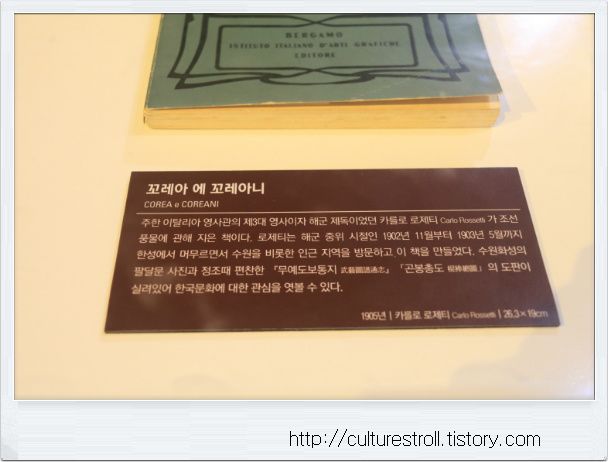 BERGAMO
ISTITUTO ITALIANO D'ARTI GRAFICHE
EDITORE
꼬레아 에 꼬레아니
COREA e COREANI
주한 이탈리아 영사관의 제3대 영사이자 해군 제독이었던 카를로 로제티 Carlo Rossetti 가 조선
풍물에 관해 지은 책이다. 로제티는 해군 중위 시절인 1902년 11월부터 1903년 5월까지
한성에서 머무르면서 수원을 비롯한 인근 지역을 방문하고 이 책을 만들었다. 수원화성의
팔달문 사진과 정조때 편찬한 『무예도보통지 武藝圖譜通志』 「곤봉총도 棍棒總圖」의 도판이
실려있어 한국문화에 대한 관심을 엿볼 수 있다.
1905년 | 카를로 로제티 Carlo Rossetti | 26.3×19cm
http://culturestroll.tistory.com